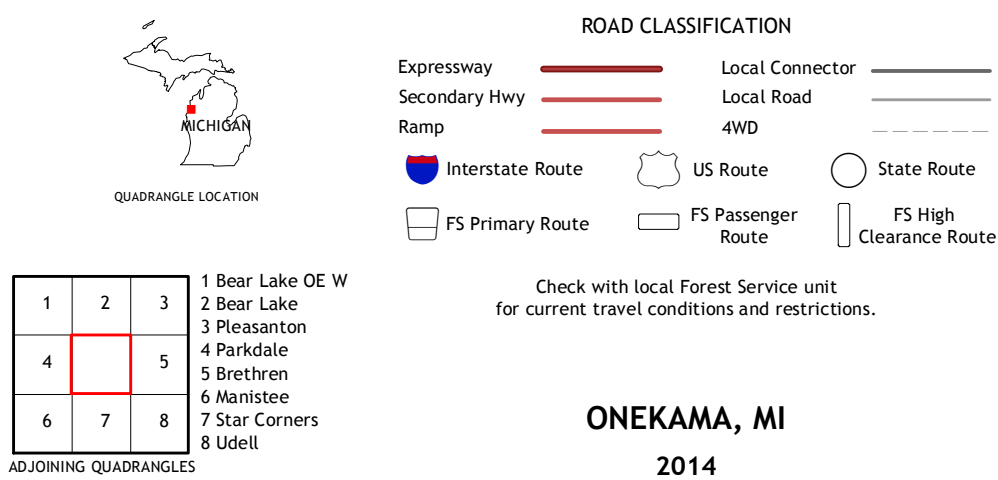 MICHIGAN
QUADRANGLE LOCATION
ROAD CLASSIFICATION
Expressway
Local Connector
Secondary Hwy
Local Road
Ramp
4WD
Interstate Route
US Route
State Route
FS Primary Route
FS Passenger
Route
FS High
Clearance Route
Check with local Forest Service unit
for current travel conditions and restrictions.
1 2 3
4 5
6 7 8
1 Bear Lake OE W
2 Bear Lake
3 Pleasanton
4 Parkdale
5 Brethren
6 Manistee
7 Star Corners
8 Udell
ADJOINING QUADRANGLES
ONEKAMA, MI
2014